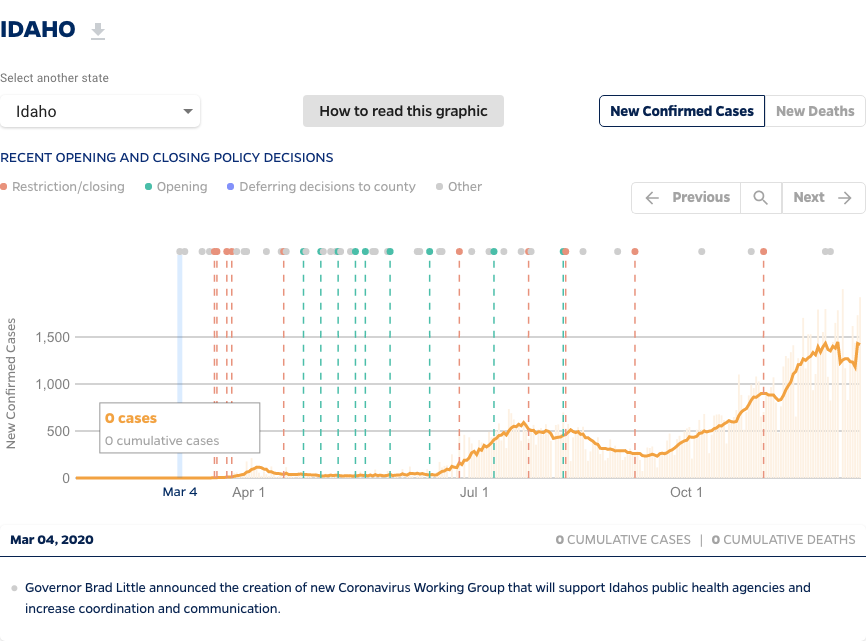 IDAHO
Select another state
Idaho
How to read this graphic
New Confirmed Cases
New Deaths
RECENT OPENING AND CLOSING POLICY DECISIONS
Restriction/closing
Opening
Deferring decisions to county
Other
Previous
Next
New Confirmed Cases
1,500
1,000
500
0
0 cases
0 cumulative cases
Mar 4
Apr 1
Jul 1
Oct 1
Mar 04, 2020
0 CUMULATIVE CASES | 0 CUMULATIVE DEATHS
Governor Brad Little announced the creation of new Coronavirus Working Group that will support Idahos public health agencies and
increase coordination and communication.